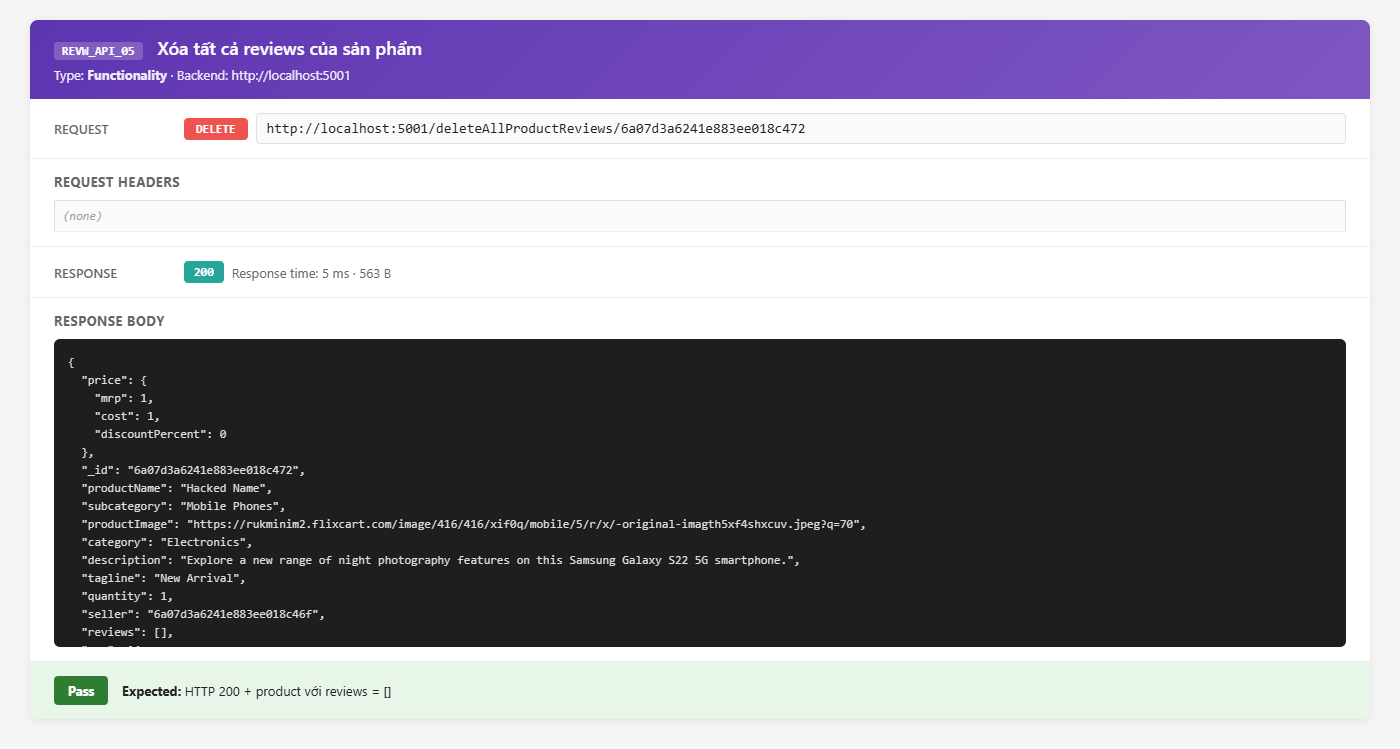 REVW_API_05 Xóa tất cả reviews của sản phẩm
Type: Functionality · Backend: http://localhost:5001
REQUEST DELETE http://localhost:5001/deleteAllProductReviews/6a07d3a6241e883ee018c472
REQUEST HEADERS
(none)
RESPONSE 200 Response time: 5 ms · 563 B
RESPONSE BODY
{
  "price": {
    "mrp": 1,
    "cost": 1,
    "discountPercent": 0
  },
  "_id": "6a07d3a6241e883ee018c472",
  "productName": "Hacked Name",
  "subcategory": "Mobile Phones",
  "productImage": "https://rukminim2.flixcart.com/image/416/416/xif0q/mobile/5/r/x/-original-imagth5xf4shxcuv.jpeg?q=70",
  "category": "Electronics",
  "description": "Explore a new range of night photography features on this Samsung Galaxy S22 5G smartphone.",
  "tagline": "New Arrival",
  "quantity": 1,
  "seller": "6a07d3a6241e883ee018c46f",
  "reviews": [],
Pass Expected: HTTP 200 + product với reviews = []